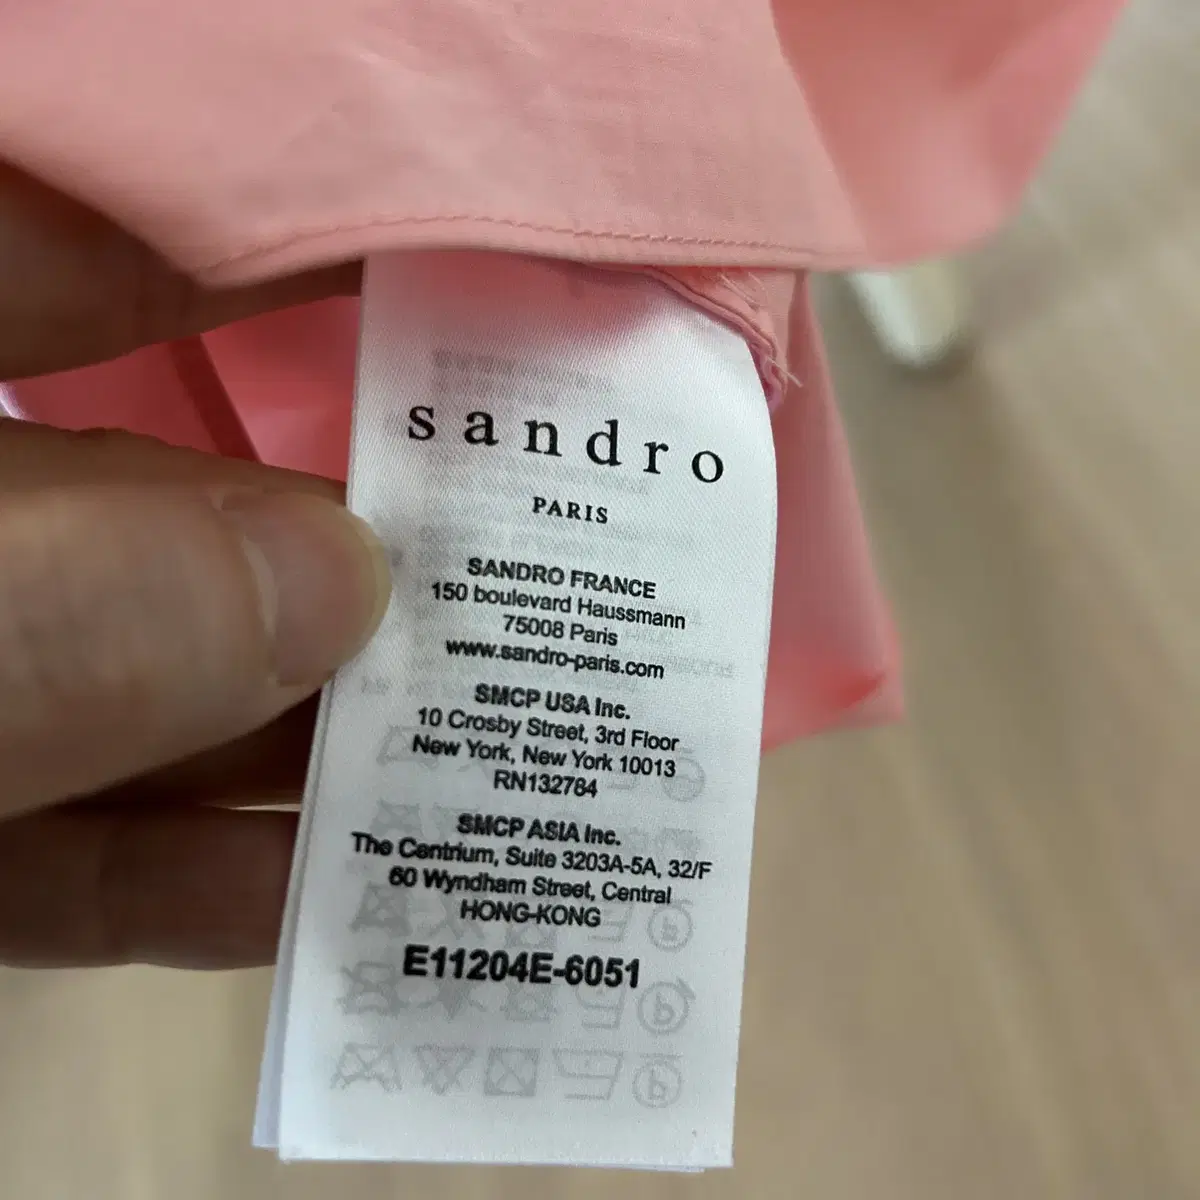 sandro
PARIS
SANDRO FRANCE
150 boulevard Haussmann
75008 Paris
www.sandro-paris.com
SMCP USA Inc.
10 Crosby Street, 3rd Floor
New York, New York 10013
RN132784
SMCP ASIA Inc.
The Centrium, Suite 3203A-5A, 32/F
60 Wyndham Street, Central
HONG-KONG
E11204E-6051